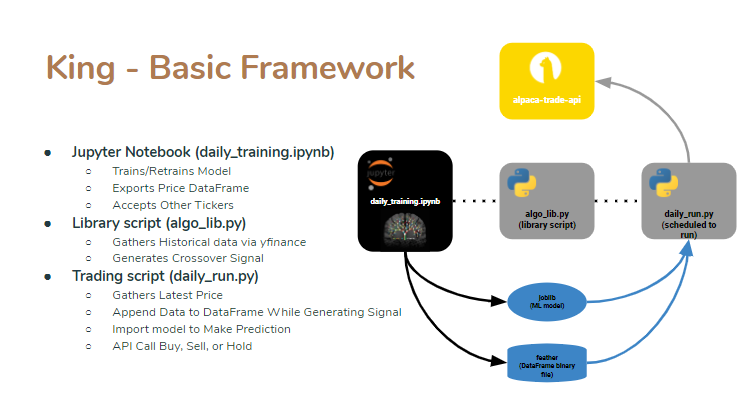 King - Basic Framework
alpaca-trade-api
● Jupyter Notebook (daily_training.ipynb)
○ Trains/Retrains Model
○ Exports Price DataFrame
○ Accepts Other Tickers
● Library script (algo_lib.py)
○ Gathers Historical data via yfinance
○ Generates Crossover Signal
● Trading script (daily_run.py)
○ Gathers Latest Price
○ Append Data to DataFrame While Generating Signal
○ Import model to Make Prediction
○ API Call Buy, Sell, or Hold
jupyter
daily_training.ipynb
algo_lib.py
(library script)
daily_run.py
(scheduled to
run)
joblib
(ML model)
feather
(DataFrame binary
file)